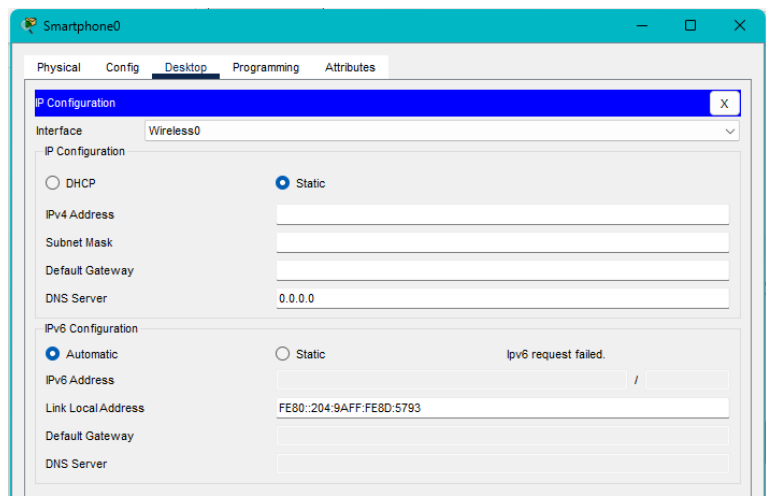 Smartphone0
Physical Config Desktop Programming Attributes
IP Configuration X
Interface Wireless0
IP Configuration
DHCP Static
IPv4 Address
Subnet Mask
Default Gateway
DNS Server 0.0.0.0
IPv6 Configuration
Automatic Static Ipv6 request failed.
IPv6 Address /
Link Local Address FE80::204:9AFF:FE8D:5793
Default Gateway
DNS Server